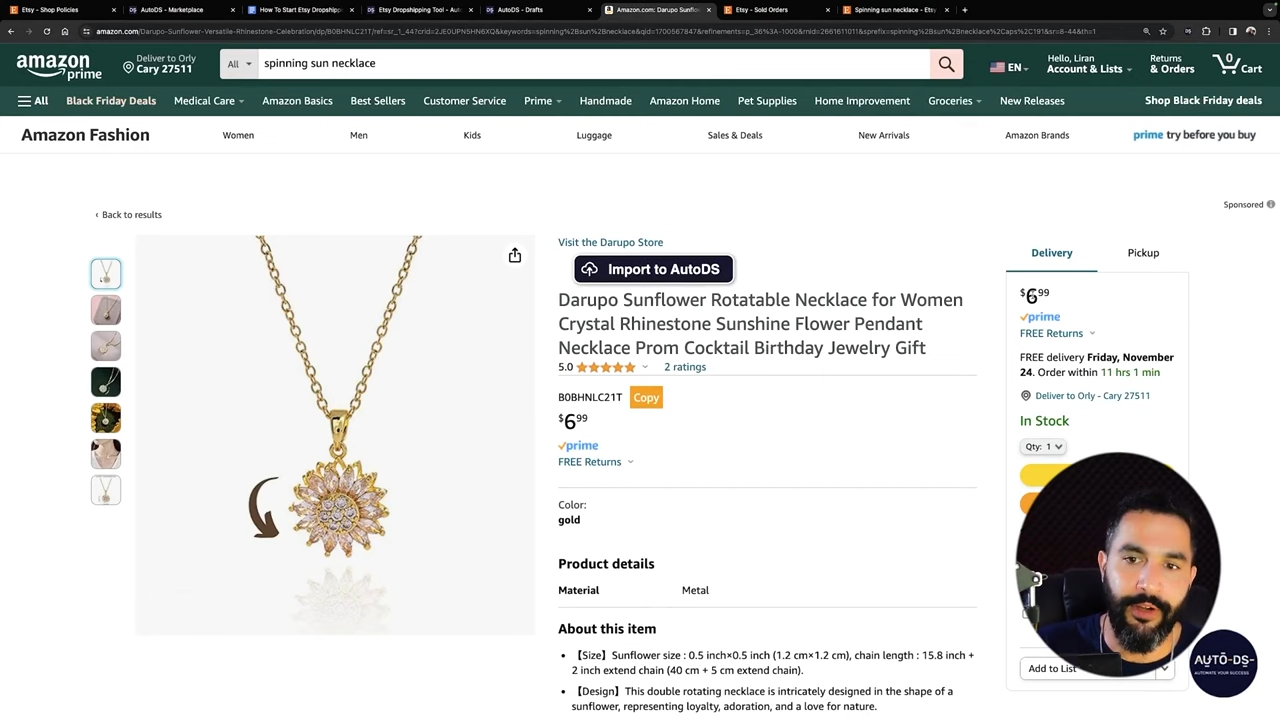 Etsy - Shop Policies
AutoDS - Marketplace
How To Start Etsy Dropshipp
Etsy Dropshipping Tool - Aut
AutoDS - Drafts
Amazon.com: Darupo Sunflow
Etsy - Sold Orders
Spinning sun necklace - Etsy
amazon
prime
Deliver to Orly
Cary 27511
All
spinning sun necklace
EN
Hello, Liran
Account & Lists
Returns
& Orders
0
Cart
All
Black Friday Deals
Medical Care
Amazon Basics
Best Sellers
Customer Service
Prime
Handmade
Amazon Home
Pet Supplies
Home Improvement
Groceries
New Releases
Shop Black Friday deals
Amazon Fashion
Women
Men
Kids
Luggage
Sales & Deals
New Arrivals
Amazon Brands
prime try before you buy
Sponsored
‹ Back to results
Visit the Darupo Store
Import to AutoDS
Darupo Sunflower Rotatable Necklace for Women
Crystal Rhinestone Sunshine Flower Pendant
Necklace Prom Cocktail Birthday Jewelry Gift
5.0
2 ratings
B0BHNLC21T
Copy
$6.99
prime
FREE Returns
Color:
gold
Product details
Material Metal
About this item
• 【Size】Sunflower size : 0.5 inch×0.5 inch (1.2 cm×1.2 cm), chain length : 15.8 inch +
2 inch extend chain (40 cm + 5 cm extend chain).
• 【Design】This double rotating necklace is intricately designed in the shape of a
sunflower, representing loyalty, adoration, and a love for nature.
Delivery
Pickup
$6.99
prime
FREE Returns
FREE delivery Friday, November
24. Order within 11 hrs 1 min
Deliver to Orly - Cary 27511
In Stock
Qty: 1
Add to List
AUTO-DS-
AUTOMATE YOUR SUCCESS